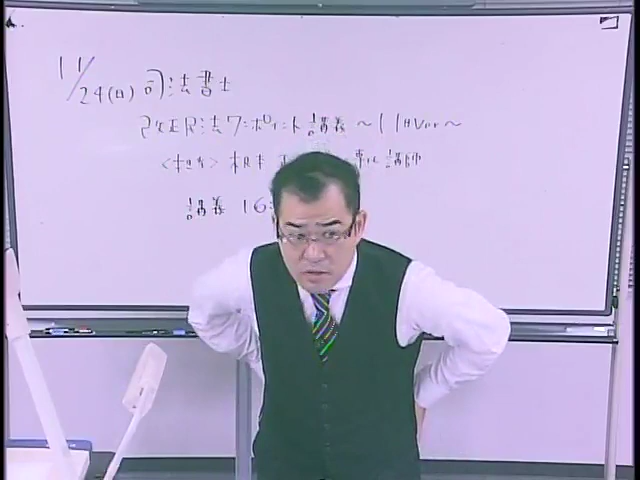 11/24(日) 司法書士
改正民法ワンポイント講義 ~11月Ver~
<担当> 根本 正 講師
講義 16: